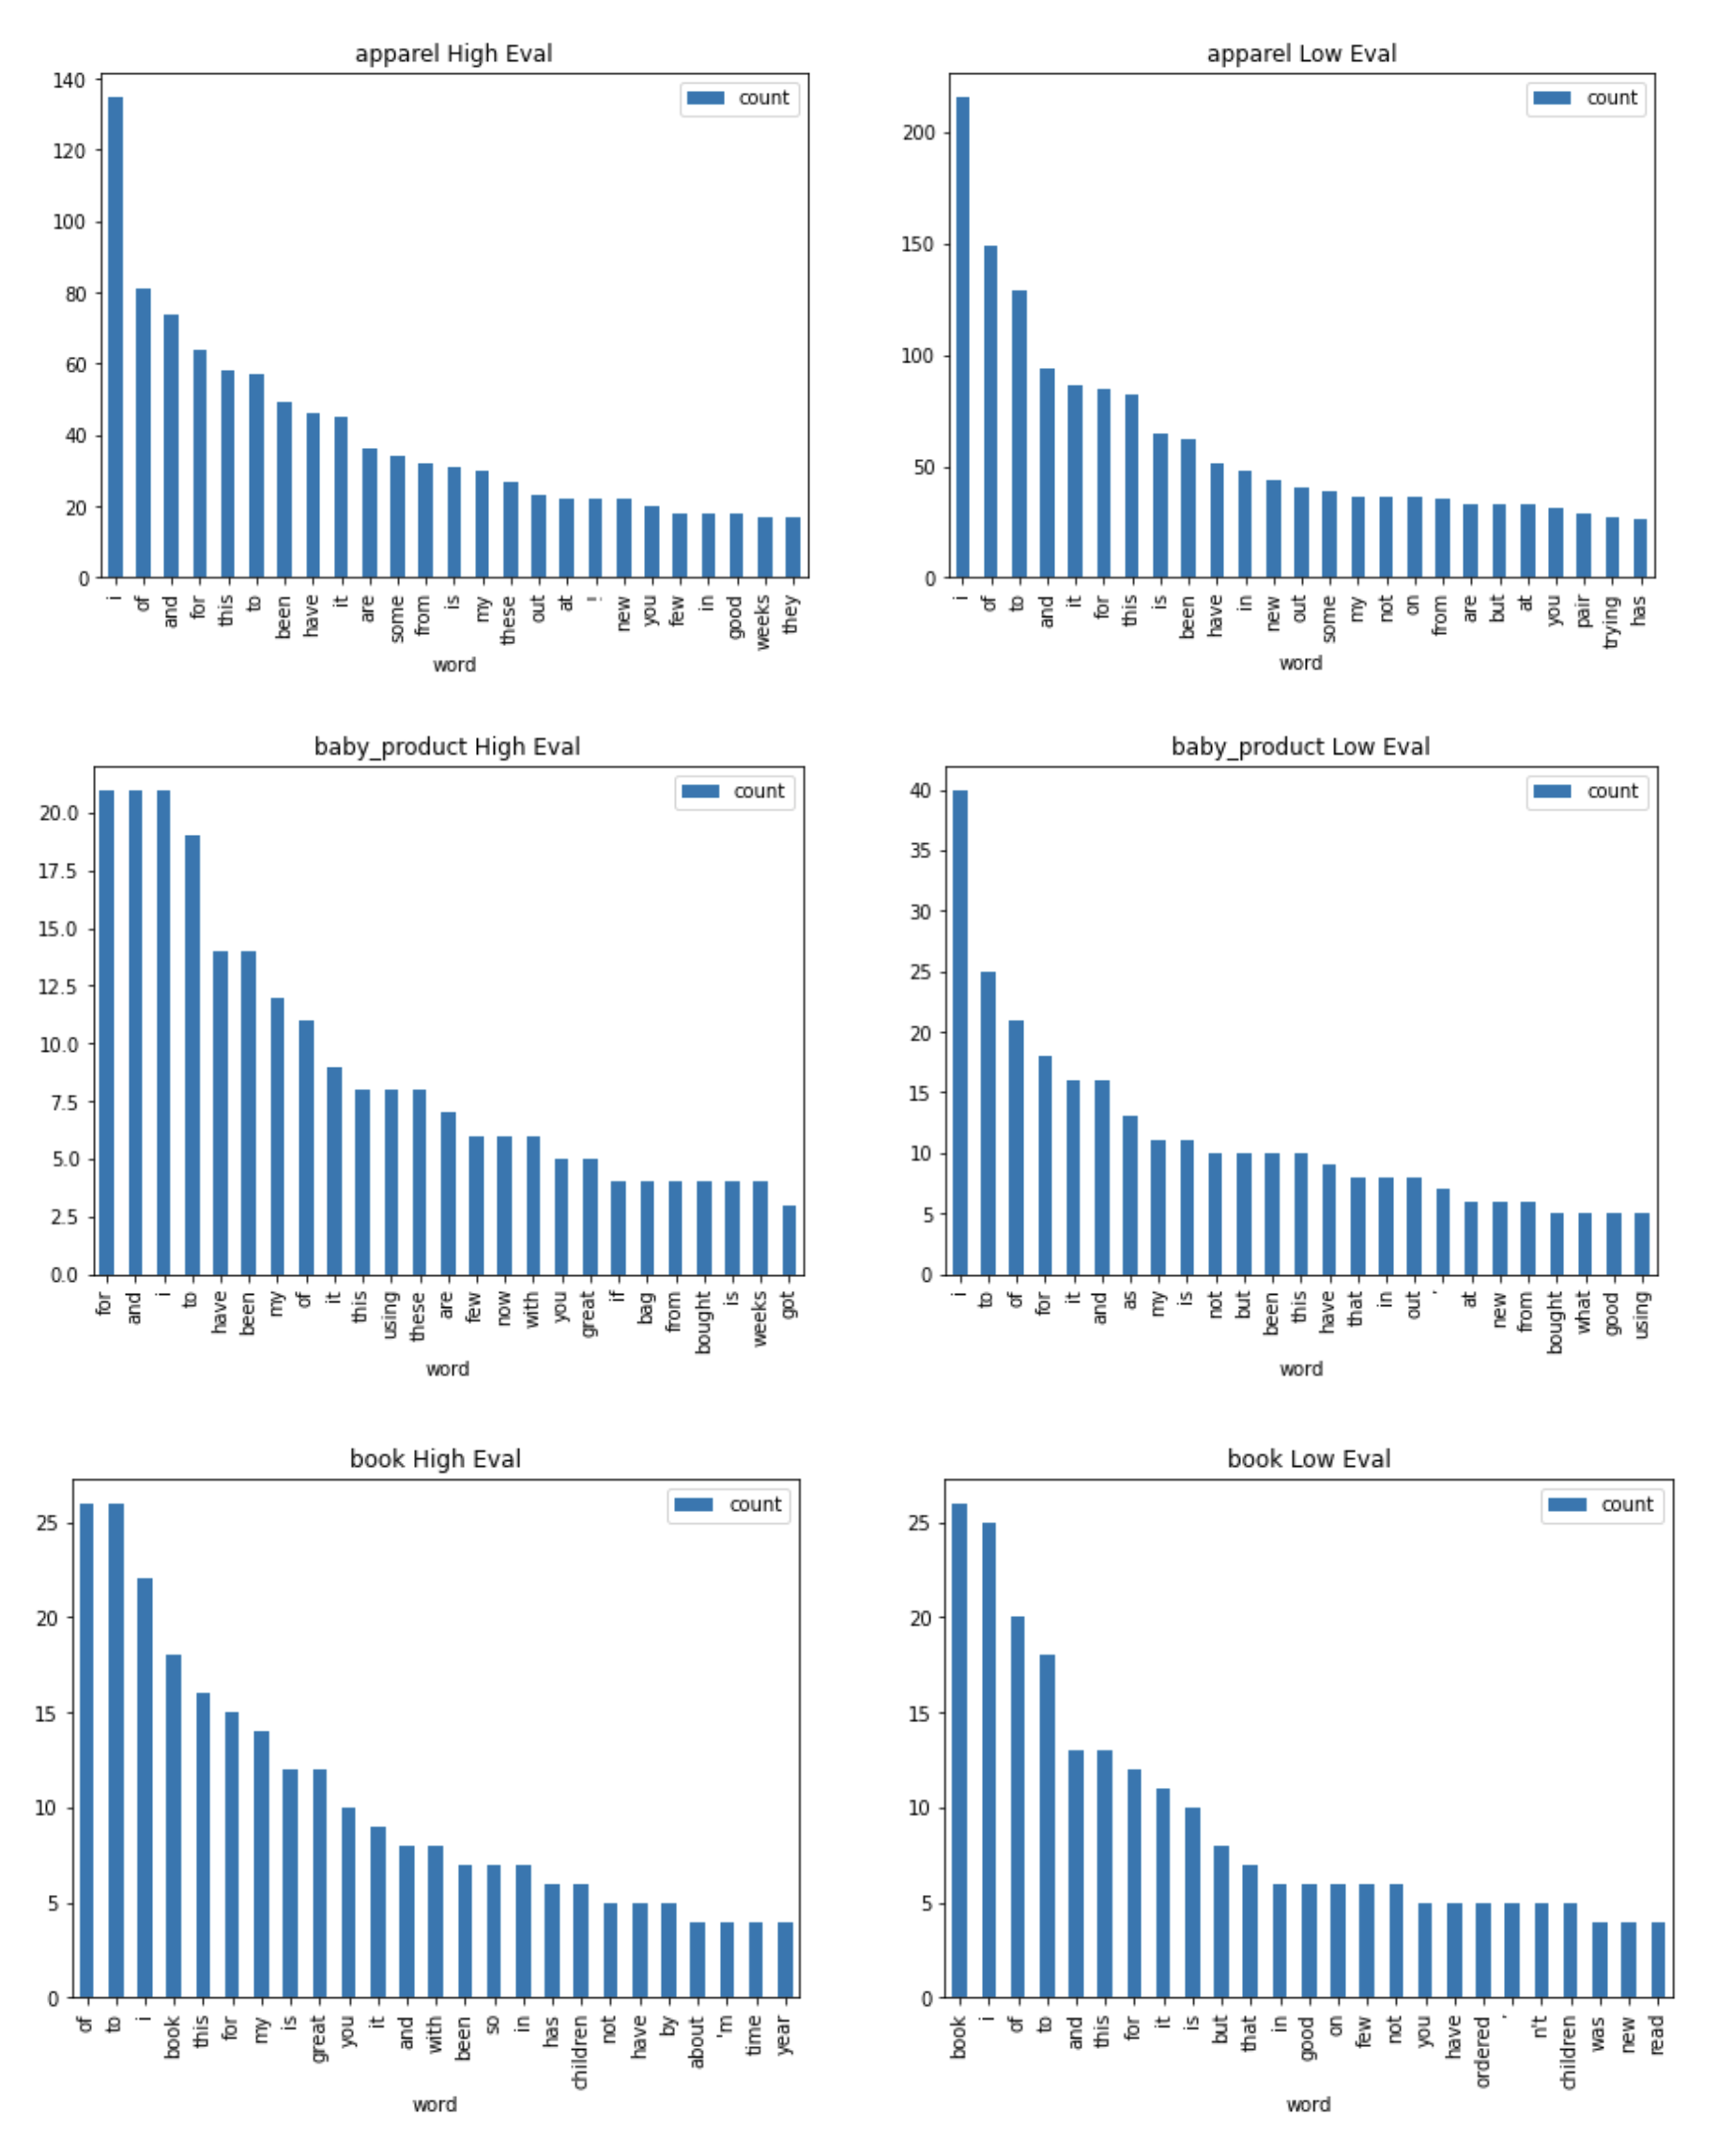 apparel High Eval
count
140
120
100
80
60
40
20
0
i of and for this to been have it are some from is my these out at ! new you few in good weeks they
word
apparel Low Eval
count
200
150
100
50
0
i of to and it for this is been have in new out some my not on from are but at you pair trying has
word
baby_product High Eval
count
20.0
17.5
15.0
12.5
10.0
7.5
5.0
2.5
0.0
for and i to have been my of it this using these are few now with you great if bag from bought is weeks got
word
baby_product Low Eval
count
40
35
30
25
20
15
10
5
0
i to of for it and as my is not but been this have that in out ' at new from bought what good using
word
book High Eval
count
25
20
15
10
5
0
of to i book this for my is great you it and with been so in has children not have by about 'm time year
word
book Low Eval
count
25
20
15
10
5
0
book i of to and this for it is but that in good on few not you have ordered ' n't children was new read
word